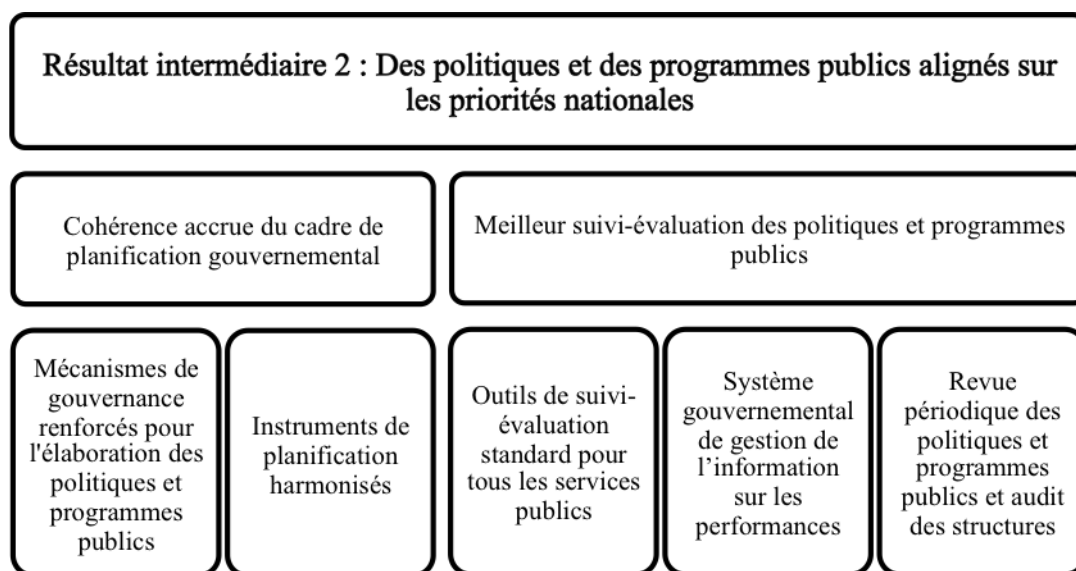 Résultat intermédiaire 2 : Des politiques et des programmes publics alignés sur
les priorités nationales
Cohérence accrue du cadre de
planification gouvernemental
Meilleur suivi-évaluation des politiques et programmes
publics
Mécanismes de
gouvernance
renforcés pour
l'élaboration des
politiques et
programmes
publics
Instruments de
planification
harmonisés
Outils de suivi-
évaluation
standard pour
tous les services
publics
Système
gouvernemental
de gestion de
l’information
sur les
performances
Revue
périodique des
politiques et
programmes
publics et audit
des structures